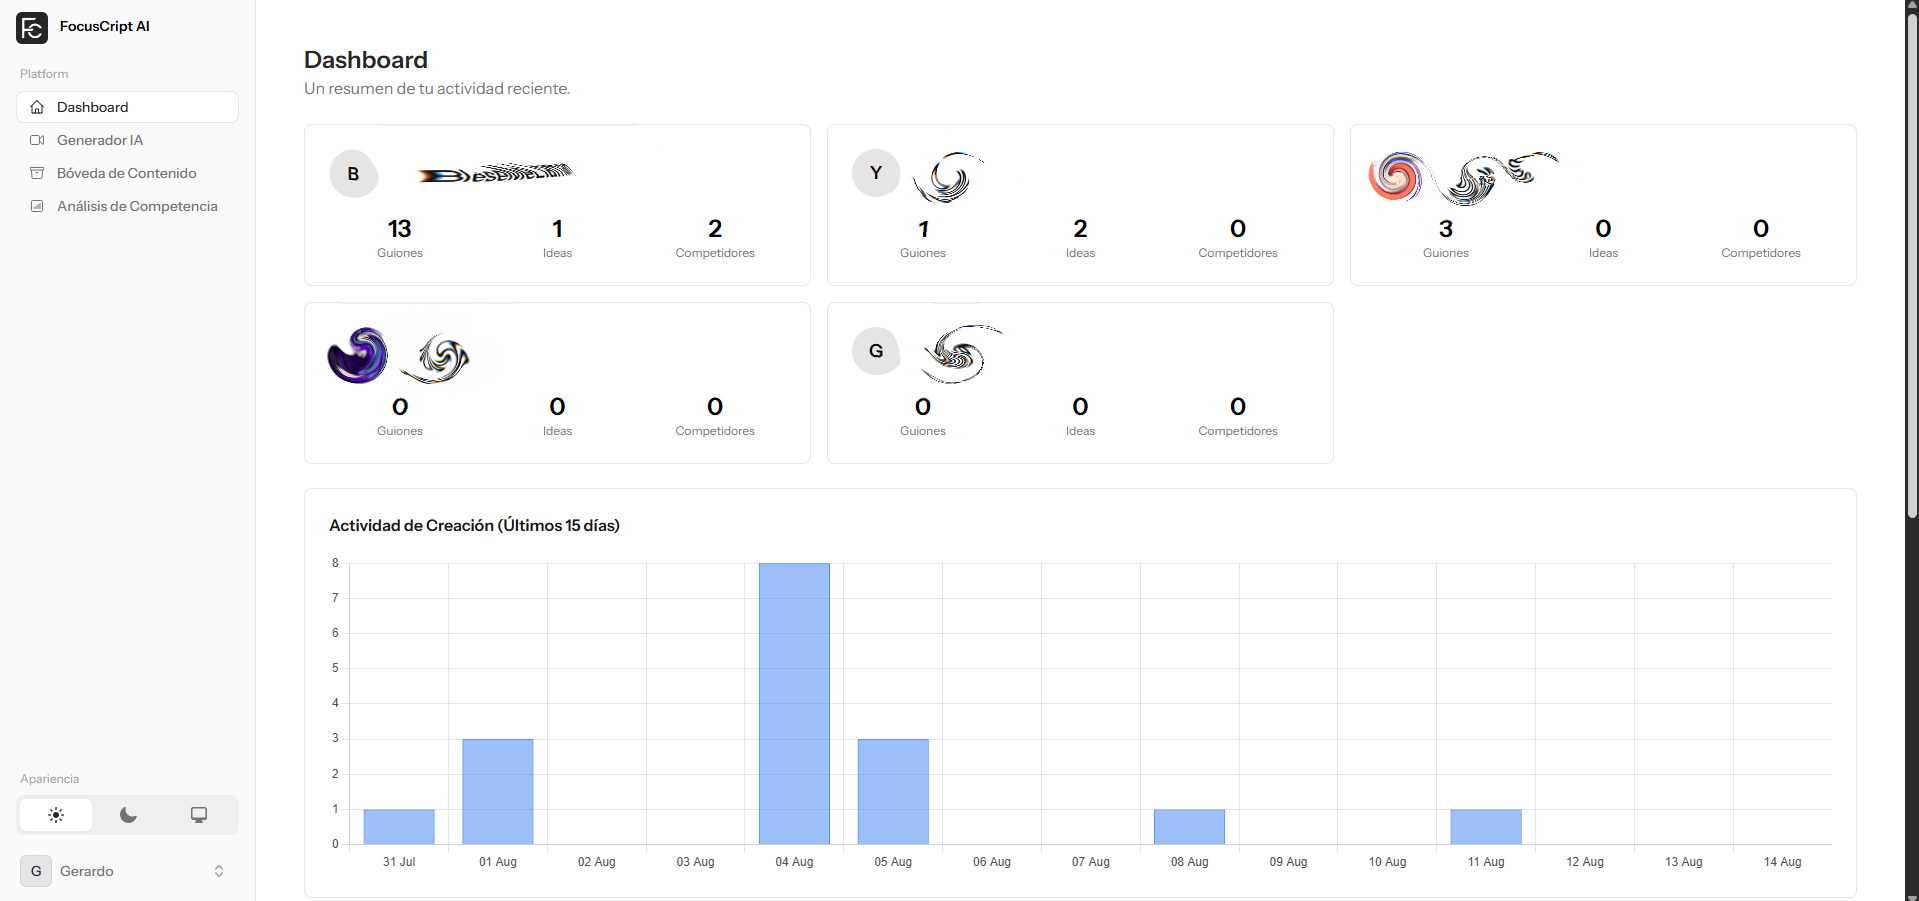 FocusCript AI
Platform
Dashboard
Generador IA
Bóveda de Contenido
Análisis de Competencia
Apariencia
G
Gerardo
Dashboard
Un resumen de tu actividad reciente.
B
13 1 2
Guiones Ideas Competidores
Y
1 2 0
Guiones Ideas Competidores
3 0 0
Guiones Ideas Competidores
0 0 0
Guiones Ideas Competidores
G
0 0 0
Guiones Ideas Competidores
Actividad de Creación (Últimos 15 días)
8
7
6
5
4
3
2
1
0
31 Jul 01 Aug 02 Aug 03 Aug 04 Aug 05 Aug 06 Aug 07 Aug 08 Aug 09 Aug 10 Aug 11 Aug 12 Aug 13 Aug 14 Aug